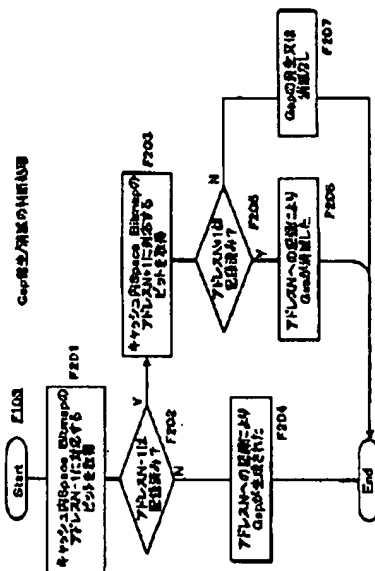 Gap発生/消滅の判断処理
F103
Start
F201
キャッシュ内Space Bitmapの
アドレスN-1に対応する
ビットを取得
F202
アドレスN-1は
記録済み?
Y
N
F203
キャッシュ内Space Bitmapの
アドレスN+1に対応する
ビットを取得
F206
アドレスN+1は
記録済み?
Y
N
F204
アドレスNへの記録により
Gapが生成された
F205
アドレスNへの記録により
Gapが消滅した
F207
Gapの発生又は
消滅なし
End